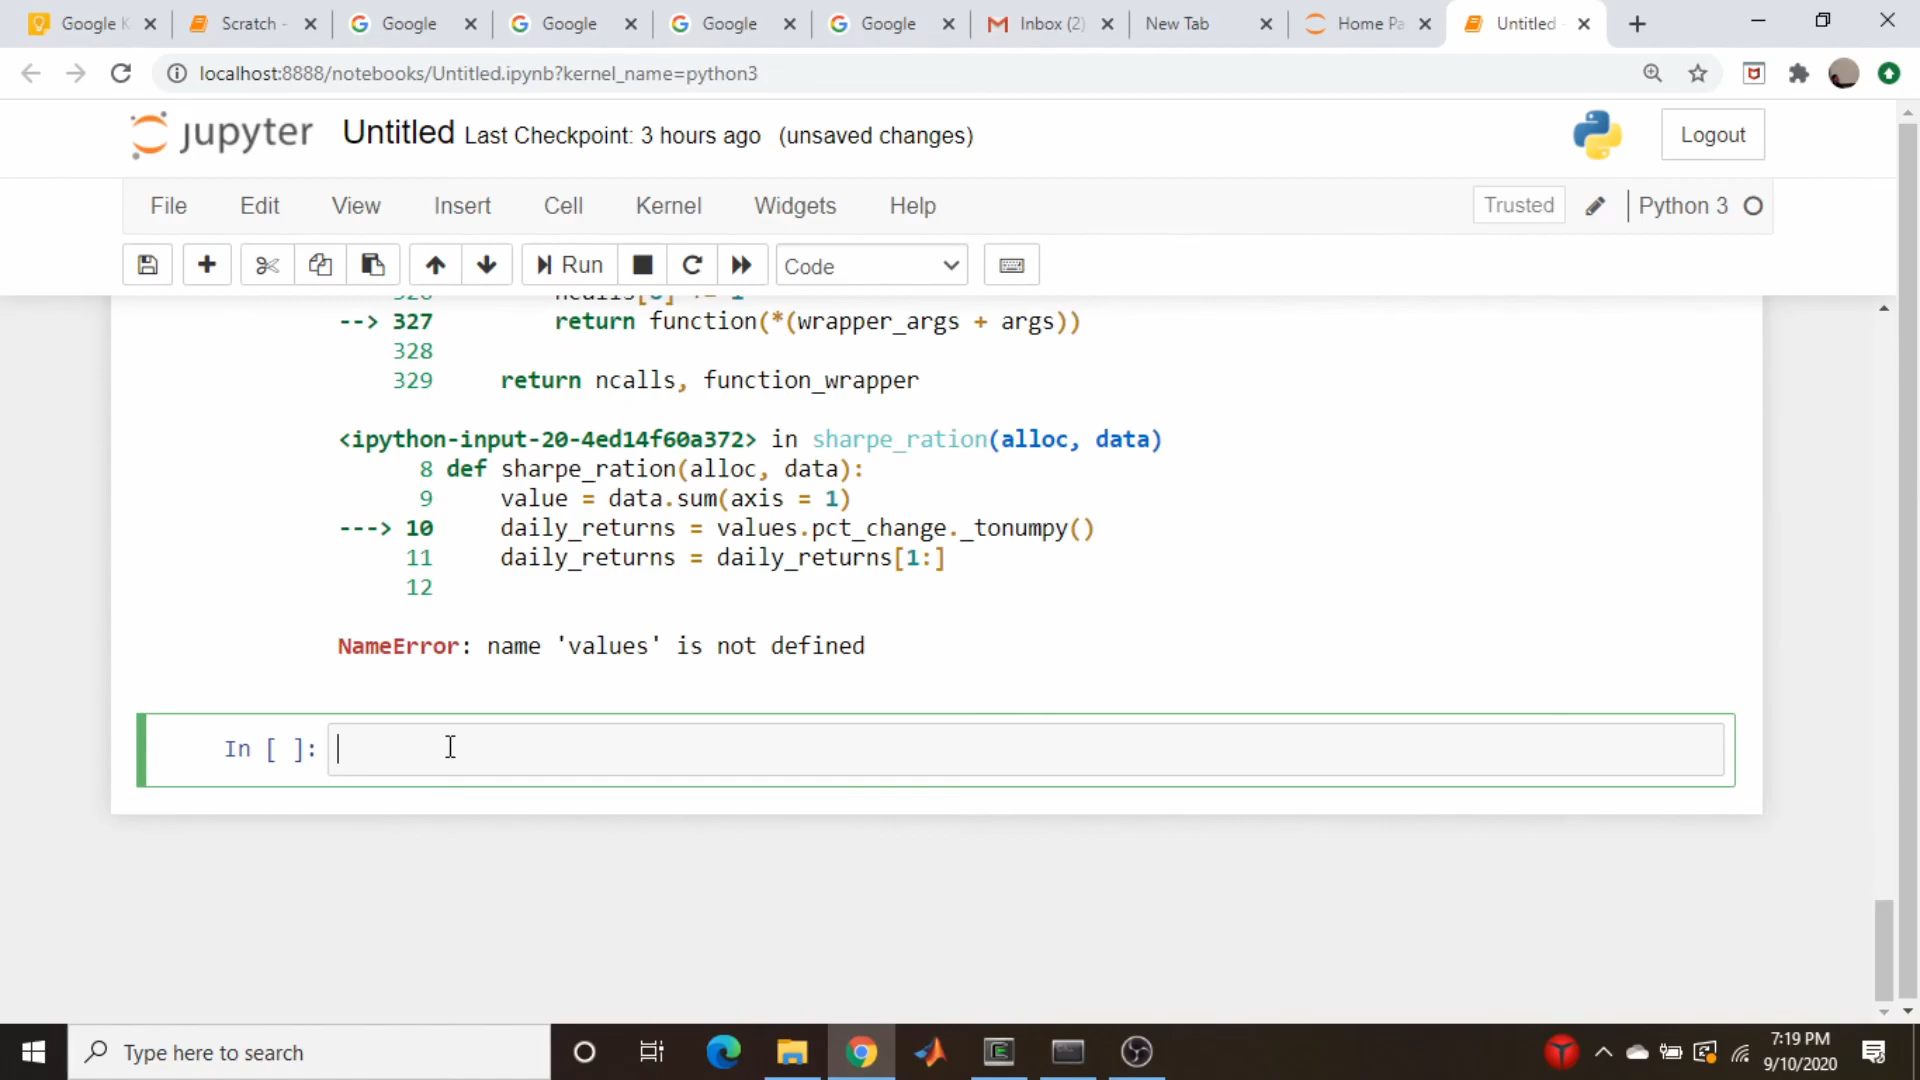 Google K
Scratch -
Google
Google
Google
Google
Inbox (2)
New Tab
Home Pa
Untitled -
localhost:8888/notebooks/Untitled.ipynb?kernel_name=python3
jupyter Untitled Last Checkpoint: 3 hours ago (unsaved changes)
Logout
File Edit View Insert Cell Kernel Widgets Help
Trusted Python 3
Run Code
--> 327         return function(*(wrapper_args + args))
328
329     return ncalls, function_wrapper
<ipython-input-20-4ed14f60a372> in sharpe_ration(alloc, data)
8 def sharpe_ration(alloc, data):
9     value = data.sum(axis = 1)
---> 10     daily_returns = values.pct_change._tonumpy()
11     daily_returns = daily_returns[1:]
12
NameError: name 'values' is not defined
In [ ]:
Type here to search
7:19 PM
9/10/2020